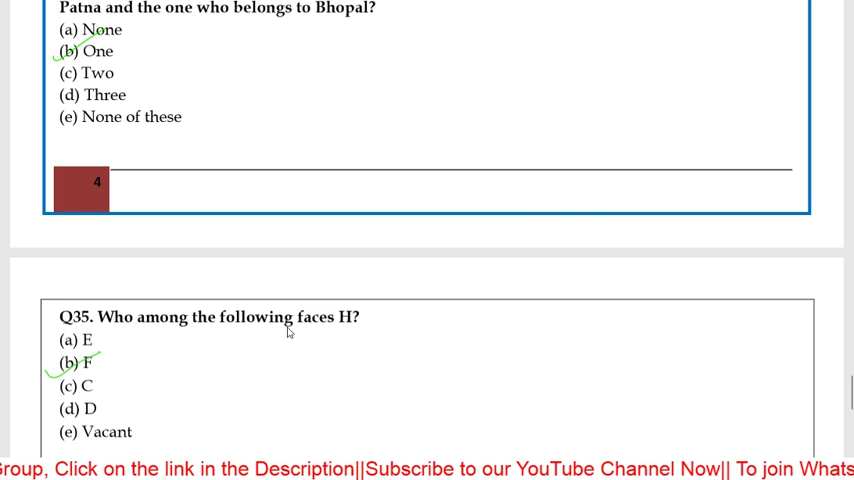 Patna and the one who belongs to Bhopal?
(a) None
(b) One
(c) Two
(d) Three
(e) None of these
4
Q35. Who among the following faces H?
(a) E
(b) F
(c) C
(d) D
(e) Vacant
Group, Click on the link in the Description||Subscribe to our YouTube Channel Now|| To join Whats